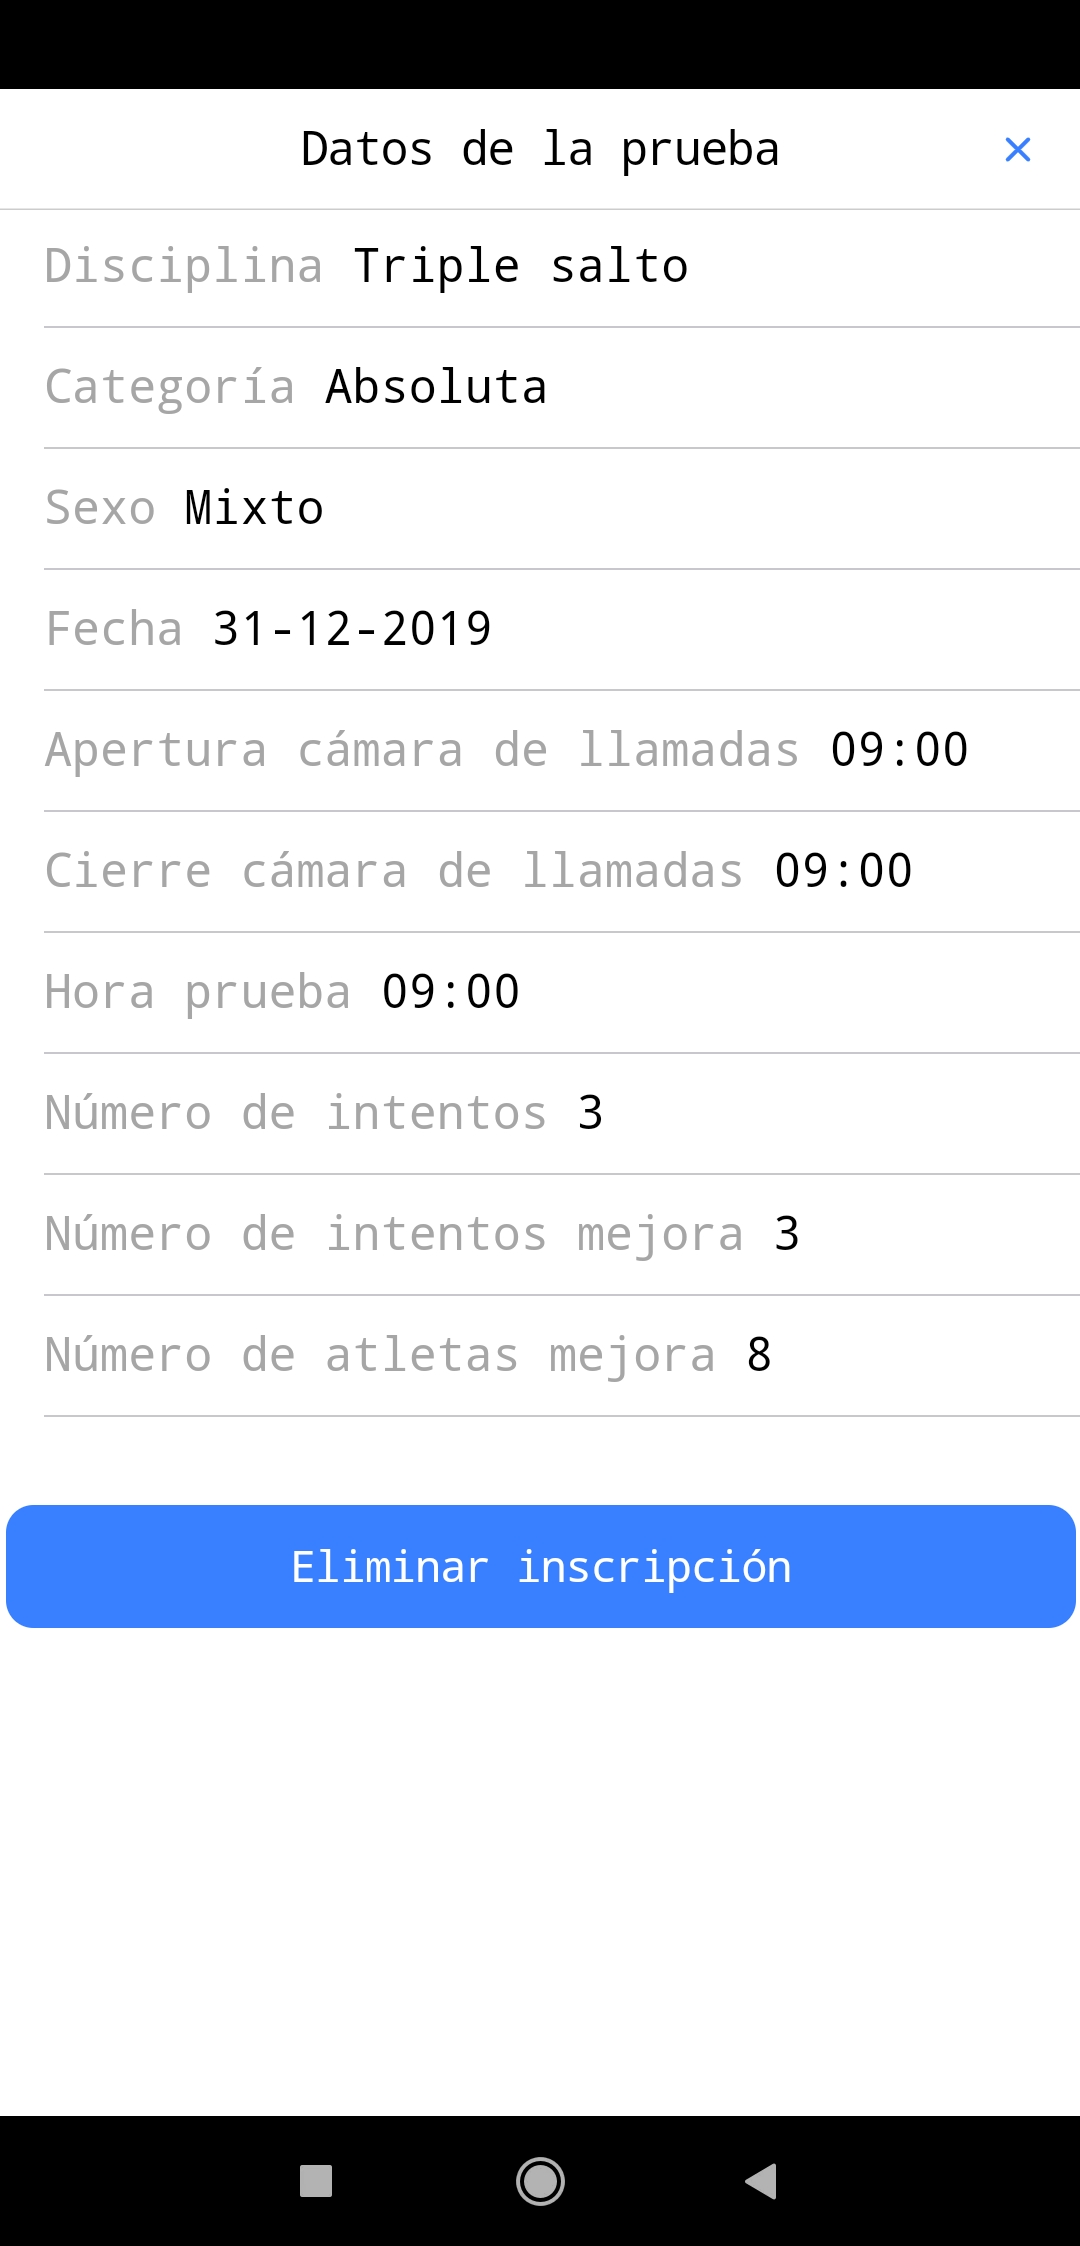 Datos de la prueba
Disciplina Triple salto
Categoría Absoluta
Sexo Mixto
Fecha 31-12-2019
Apertura cámara de llamadas 09:00
Cierre cámara de llamadas 09:00
Hora prueba 09:00
Número de intentos 3
Número de intentos mejora 3
Número de atletas mejora 8
Eliminar inscripción